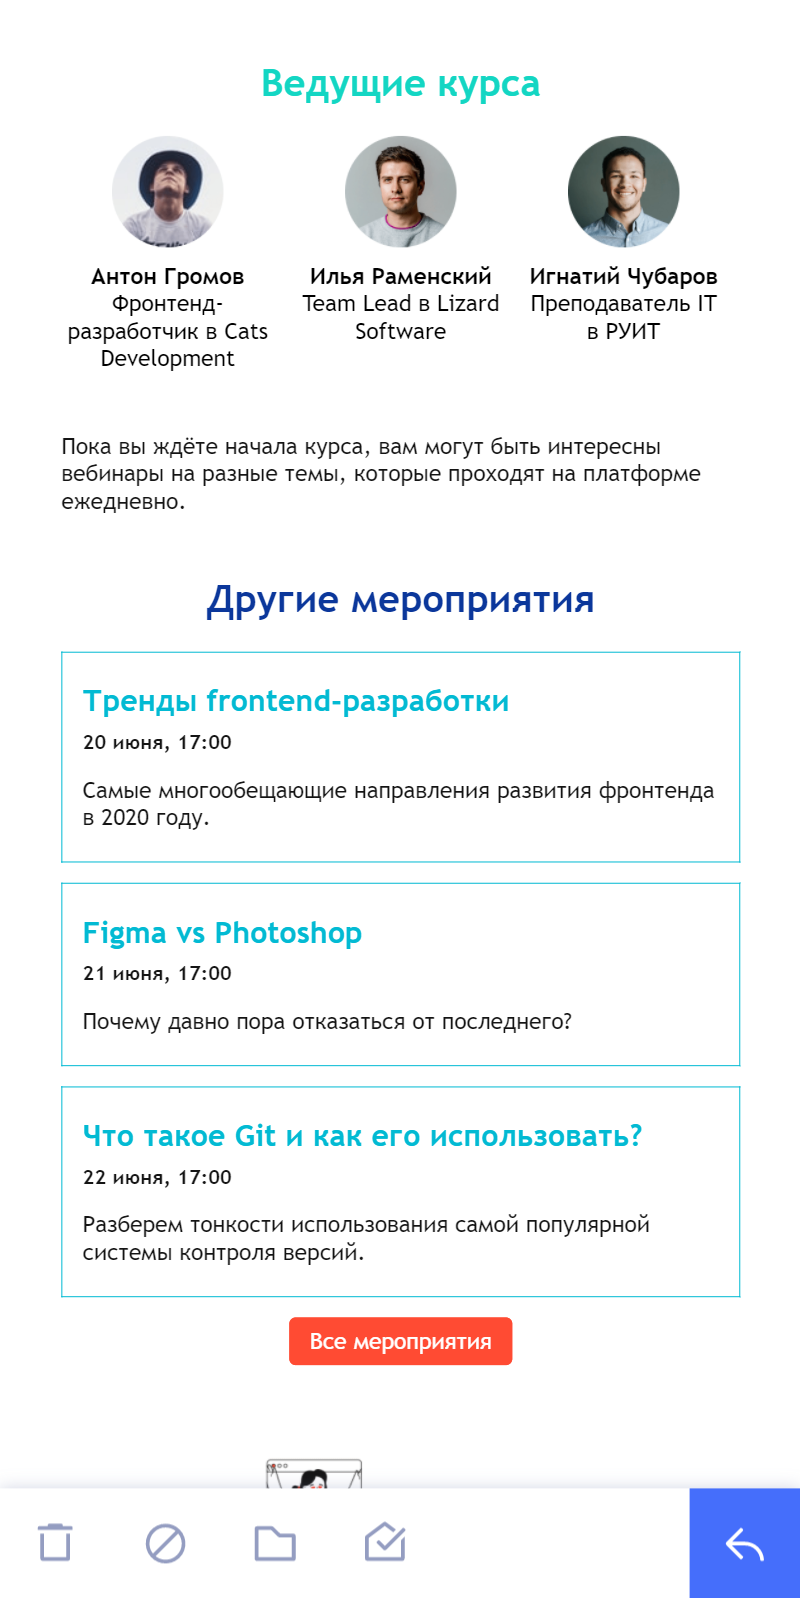 Ведущие курса
Антон Громов
Фронтенд-
разработчик в Cats
Development
Илья Раменский
Team Lead в Lizard
Software
Игнатий Чубаров
Преподаватель IT
в РУИТ
Пока вы ждёте начала курса, вам могут быть интересны
вебинары на разные темы, которые проходят на платформе
ежедневно.
Другие мероприятия
Тренды frontend-разработки
20 июня, 17:00
Самые многообещающие направления развития фронтенда
в 2020 году.
Figma vs Photoshop
21 июня, 17:00
Почему давно пора отказаться от последнего?
Что такое Git и как его использовать?
22 июня, 17:00
Разберем тонкости использования самой популярной
системы контроля версий.
Все мероприятия